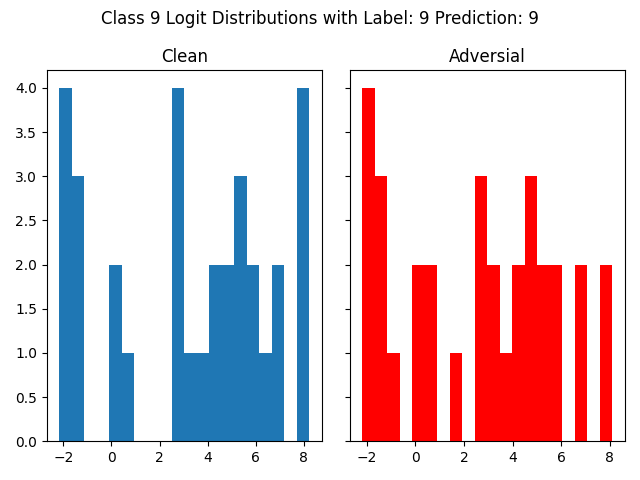 Class 9 Logit Distributions with Label: 9 Prediction: 9
Clean
Adversial
4.0
3.5
3.0
2.5
2.0
1.5
1.0
0.5
0.0
−2 0 2 4 6 8
−2 0 2 4 6 8